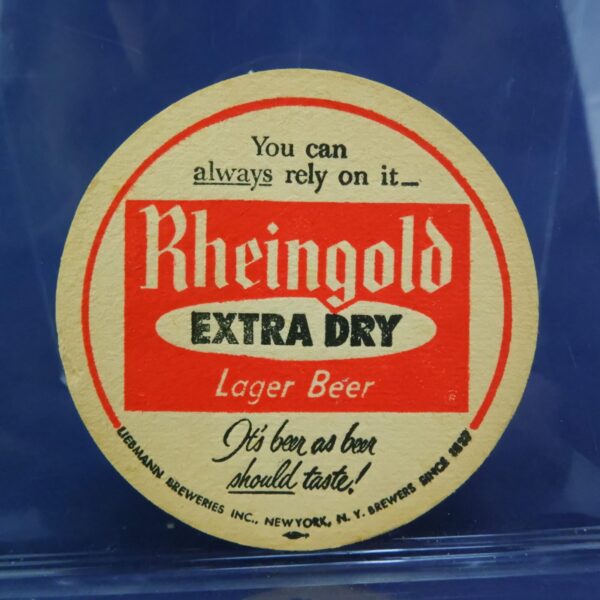 You can
always rely on it—
Rheingold
EXTRA DRY
Lager Beer
®
It's beer as beer
should taste!
LIEBMANN BREWERIES INC., NEW YORK, N. Y. BREWERS SINCE 1837